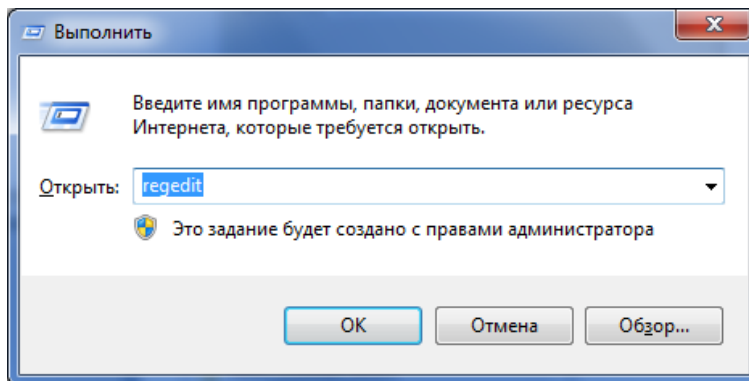 Выполнить
Введите имя программы, папки, документа или ресурса
Интернета, которые требуется открыть.
Открыть: regedit
Это задание будет создано с правами администратора
ОК Отмена Обзор...